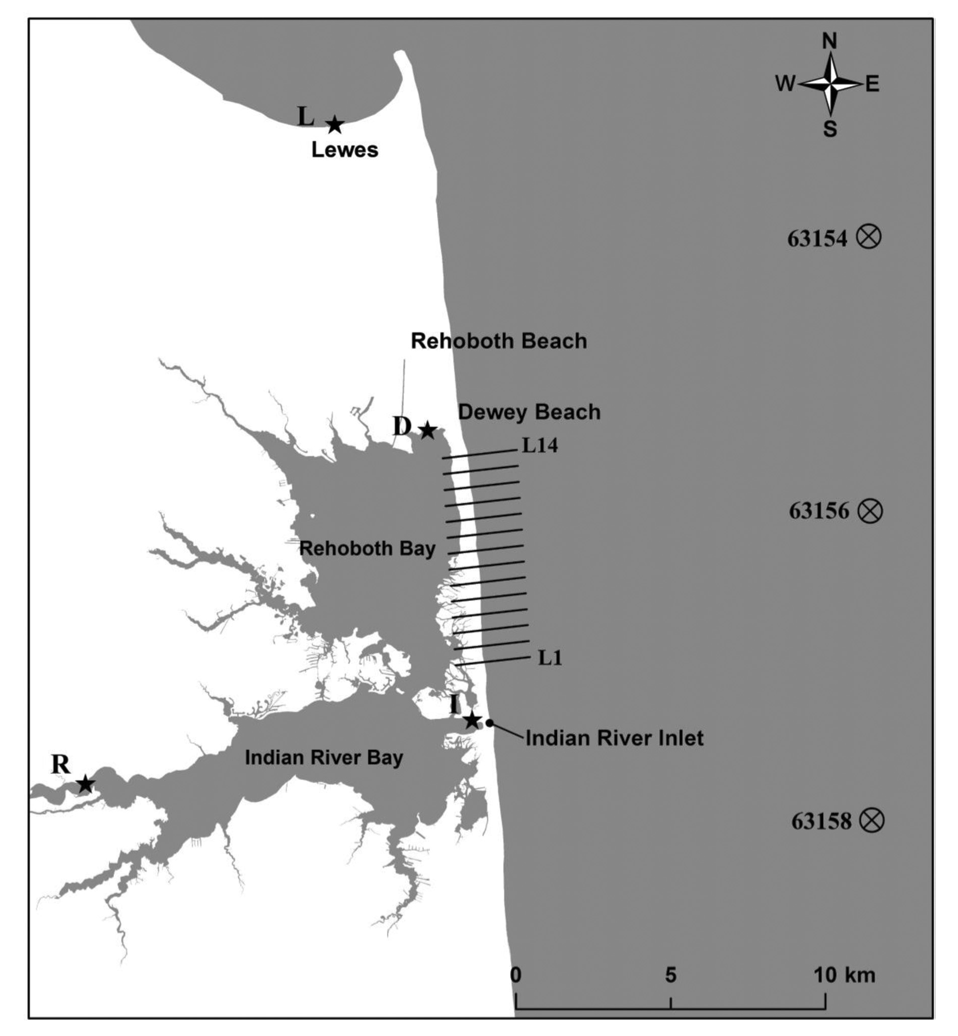 N
W E
S
L
Lewes
63154
Rehoboth Beach
Dewey Beach
D
L14
63156
Rehoboth Bay
L1
I
Indian River Inlet
Indian River Bay
R
63158
0 5 10 km